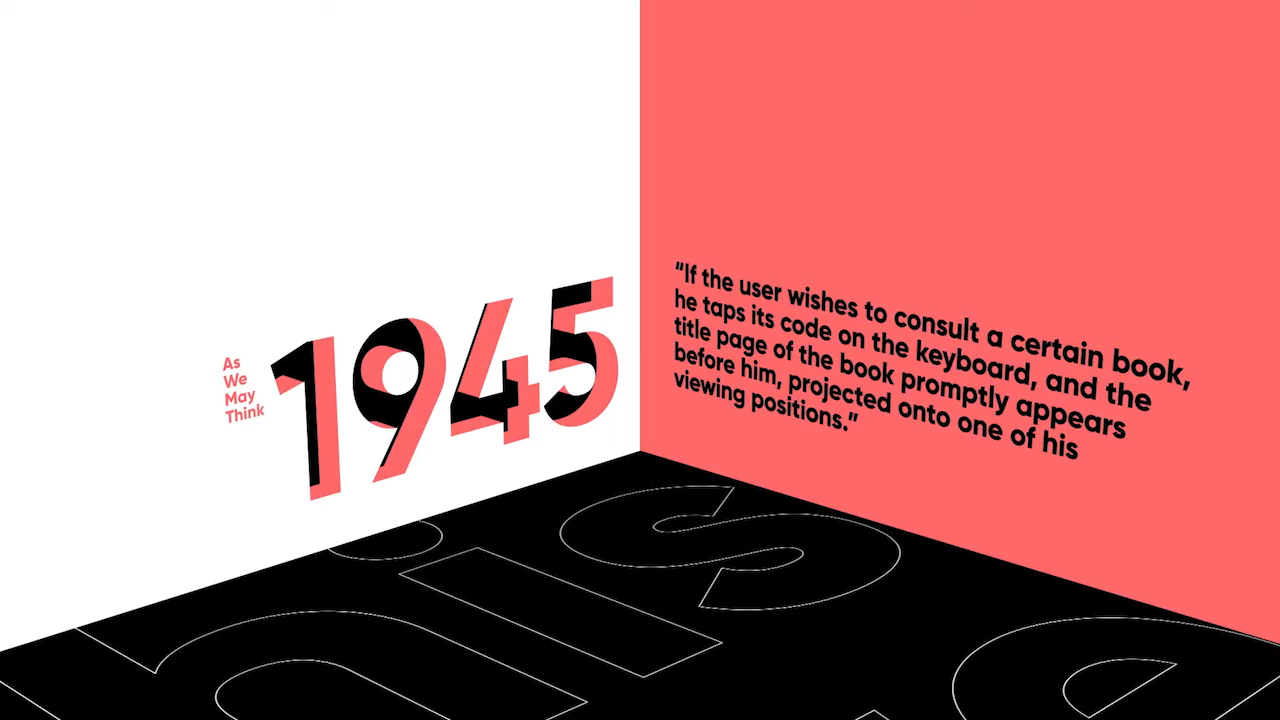 As
We
May
Think
1945
“If the user wishes to consult a certain book,
he taps its code on the keyboard, and the
title page of the book promptly appears
before him, projected onto one of his
viewing positions.”
his